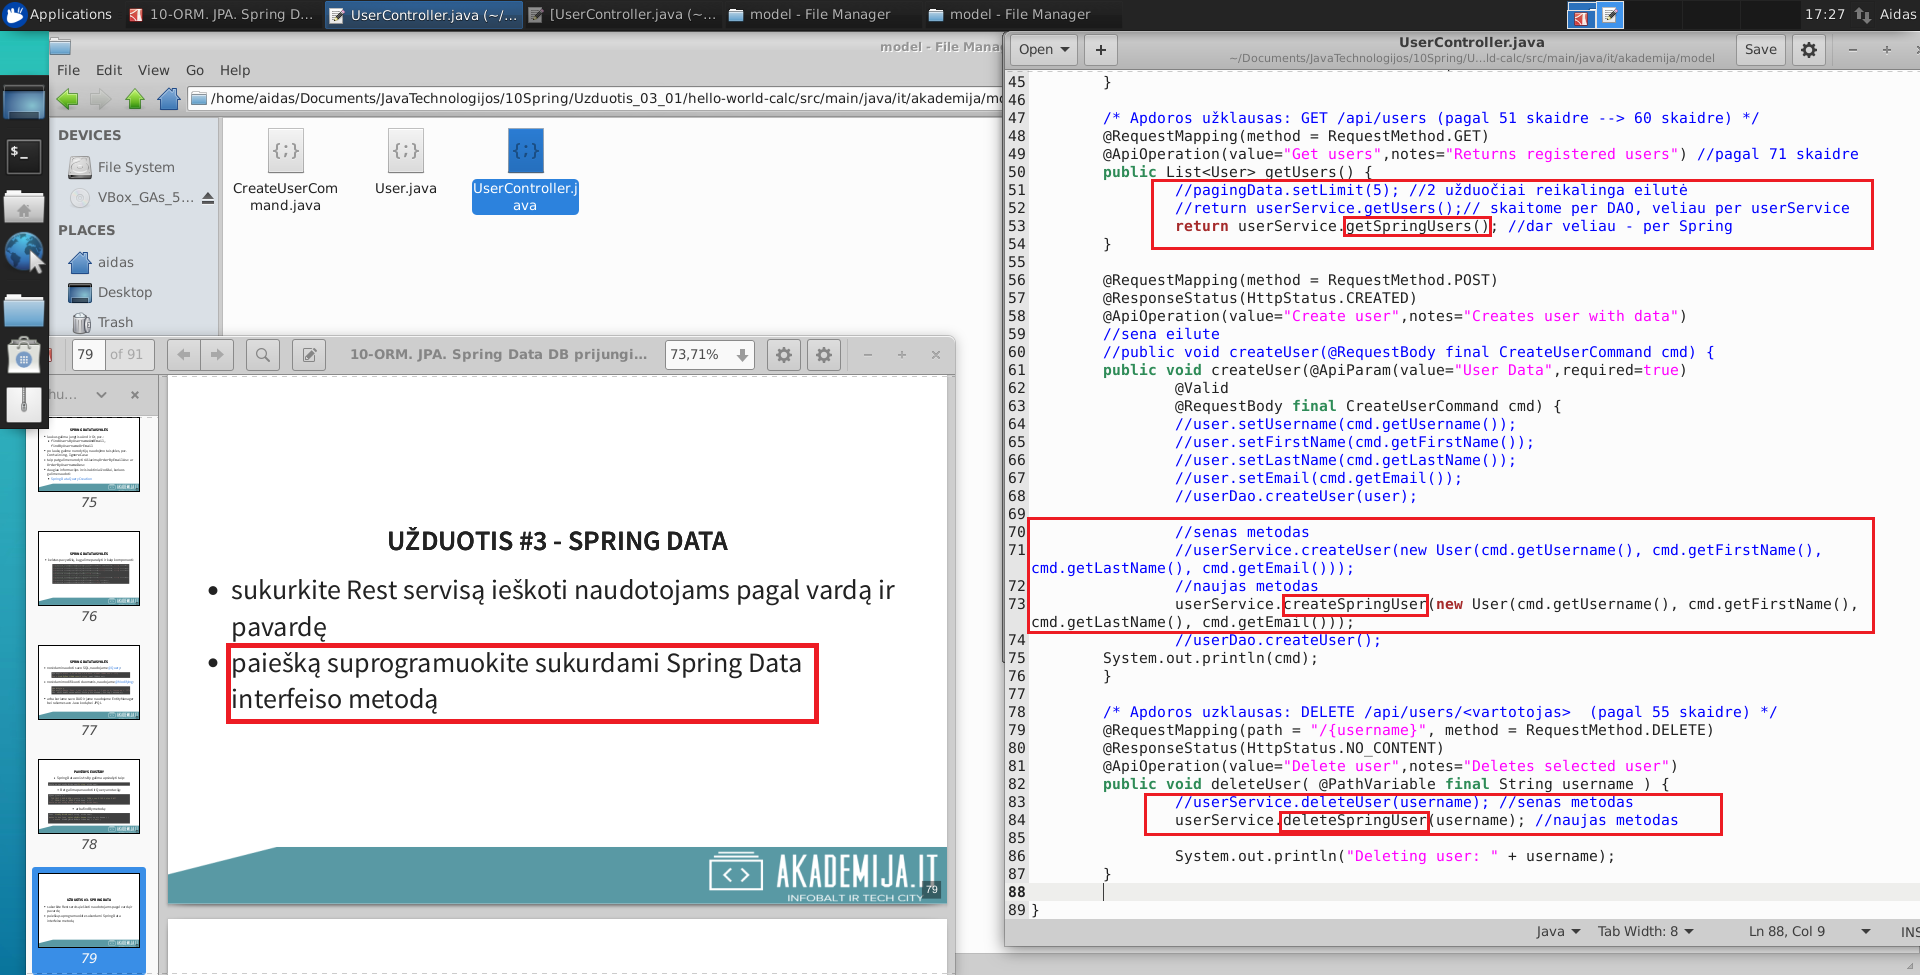 Applications
10-ORM. JPA. Spring D...
UserController.java (~/...
[UserController.java (~...
model - File Manager
model - File Manager
17:27
Aidas
model - File Mana
File Edit View Go Help
/home/aidas/Documents/JavaTechnologijos/10Spring/Uzduotis_03_01/hello-world-calc/src/main/java/it/akademija/mo
DEVICES
File System
VBox_GAs_5...
PLACES
aidas
Desktop
Trash
CreateUserCom
mand.java
User.java
UserController.j
ava
79 of 91
10-ORM. JPA. Spring Data DB prijungi...
73,71%
hu...
75
76
77
78
79
UŽDUOTIS #3 - SPRING DATA
• sukurkite Rest servisą ieškoti naudotojams pagal vardą ir
pavardę
• paiešką suprogramuokite sukurdami Spring Data
interfeiso metodą
AKADEMIJA.IT
INFOBALT IR TECH CITY
79
Open
UserController.java
~/Documents/JavaTechnologijos/10Spring/U...ld-calc/src/main/java/it/akademija/model
Save
45 }
46
47 /* Apdoros užklausas: GET /api/users (pagal 51 skaidre --> 60 skaidre) */
48 @RequestMapping(method = RequestMethod.GET)
49 @ApiOperation(value="Get users",notes="Returns registered users") //pagal 71 skaidre
50 public List<User> getUsers() {
51 //pagingData.setLimit(5); //2 užduočiai reikalinga eilutė
52 //return userService.getUsers();// skaitome per DAO, veliau per userService
53 return userService.getSpringUsers(); //dar veliau - per Spring
54 }
55
56 @RequestMapping(method = RequestMethod.POST)
57 @ResponseStatus(HttpStatus.CREATED)
58 @ApiOperation(value="Create user",notes="Creates user with data")
59 //sena eilute
60 //public void createUser(@RequestBody final CreateUserCommand cmd) {
61 public void createUser(@ApiParam(value="User Data",required=true)
62 @Valid
63 @RequestBody final CreateUserCommand cmd) {
64 //user.setUsername(cmd.getUsername());
65 //user.setFirstName(cmd.getFirstName());
66 //user.setLastName(cmd.getLastName());
67 //user.setEmail(cmd.getEmail());
68 //userDao.createUser(user);
69
70 //senas metodas
71 //userService.createUser(new User(cmd.getUsername(), cmd.getFirstName(),
cmd.getLastName(), cmd.getEmail()));
72 //naujas metodas
73 userService.createSpringUser(new User(cmd.getUsername(), cmd.getFirstName(),
cmd.getLastName(), cmd.getEmail()));
74 //userDao.createUser();
75 System.out.println(cmd);
76 }
77
78 /* Apdoros uzklausas: DELETE /api/users/<vartotojas> (pagal 55 skaidre) */
79 @RequestMapping(path = "/{username}", method = RequestMethod.DELETE)
80 @ResponseStatus(HttpStatus.NO_CONTENT)
81 @ApiOperation(value="Delete user",notes="Deletes selected user")
82 public void deleteUser( @PathVariable final String username ) {
83 //userService.deleteUser(username); //senas metodas
84 userService.deleteSpringUser(username); //naujas metodas
85
86 System.out.println("Deleting user: " + username);
87 }
88
89 }
Java
Tab Width: 8
Ln 88, Col 9
INS